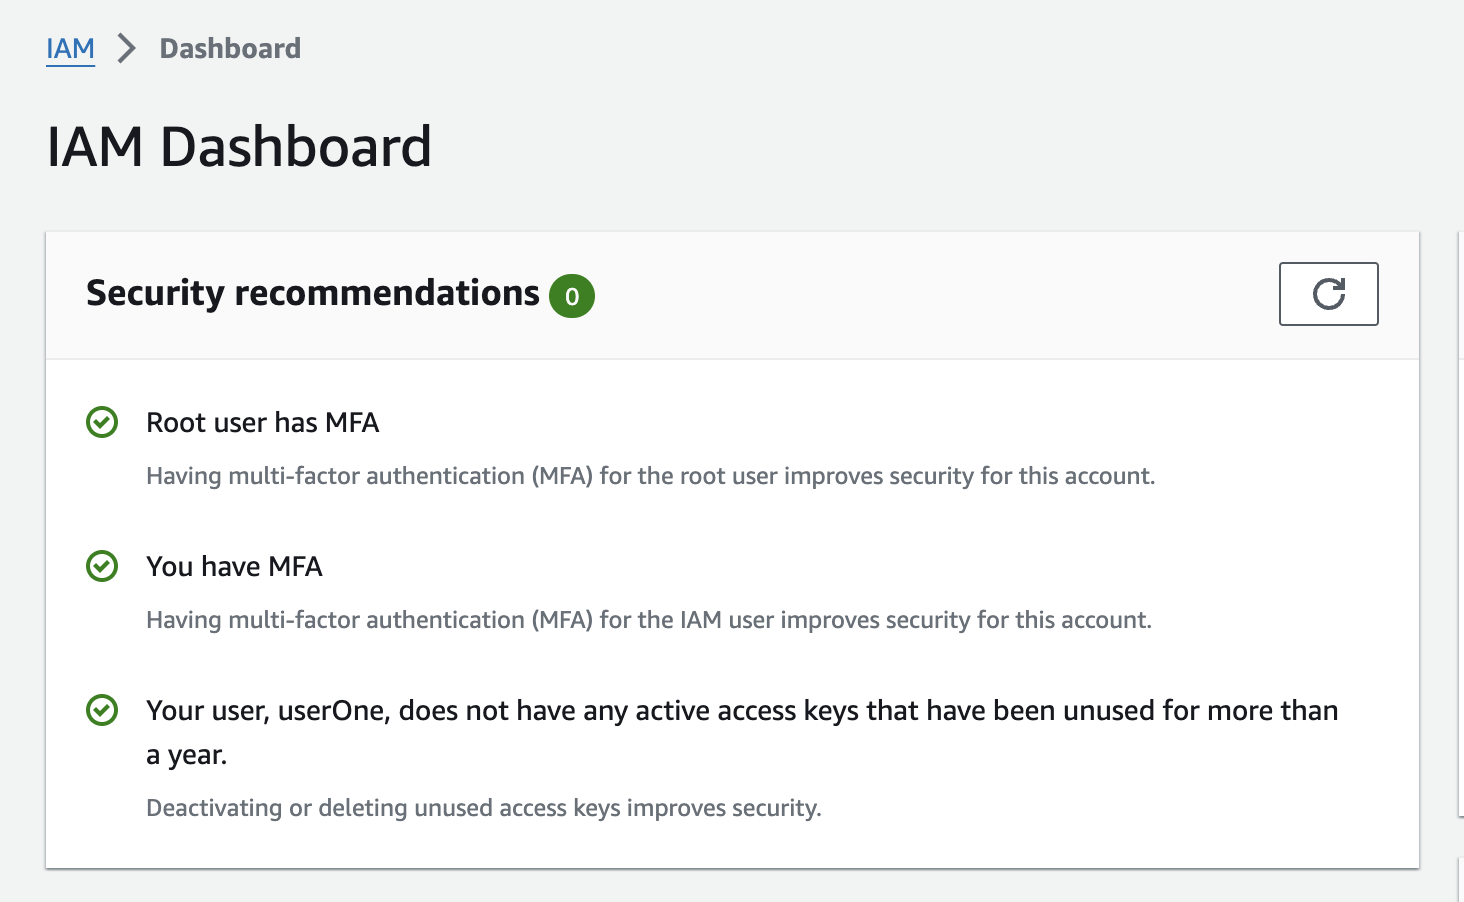 IAM > Dashboard
IAM Dashboard
Security recommendations 0
Root user has MFA
Having multi-factor authentication (MFA) for the root user improves security for this account.
You have MFA
Having multi-factor authentication (MFA) for the IAM user improves security for this account.
Your user, userOne, does not have any active access keys that have been unused for more than
a year.
Deactivating or deleting unused access keys improves security.